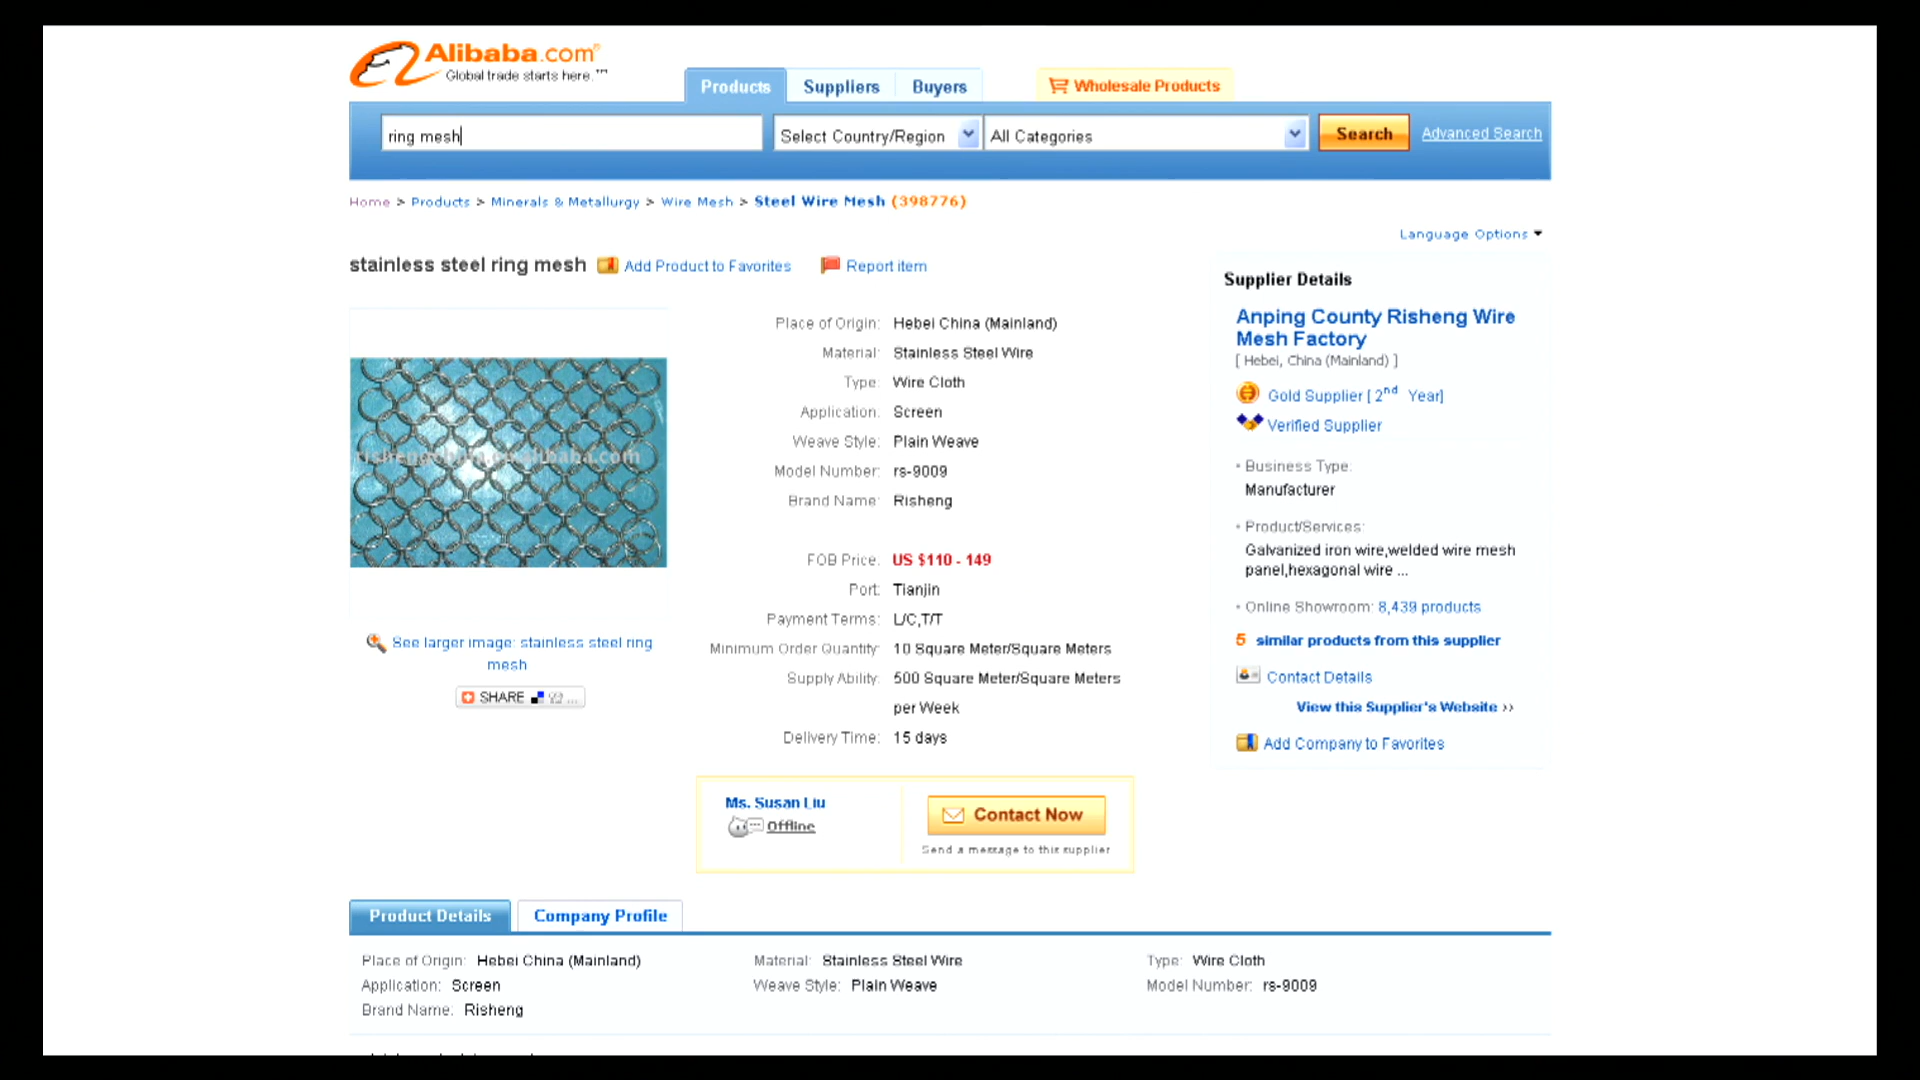 Alibaba.com®
Global trade starts here.™
Products
Suppliers
Buyers
Wholesale Products
ring mesh
Select Country/Region
All Categories
Search
Advanced Search
Home > Products > Minerals & Metallurgy > Wire Mesh > Steel Wire Mesh (398776)
Language Options
stainless steel ring mesh
Add Product to Favorites
Report item
See larger image: stainless steel ring
mesh
SHARE
Place of Origin: Hebei China (Mainland)
Material: Stainless Steel Wire
Type: Wire Cloth
Application: Screen
Weave Style: Plain Weave
Model Number: rs-9009
Brand Name: Risheng
FOB Price: US $110 - 149
Port: Tianjin
Payment Terms: L/C,T/T
Minimum Order Quantity: 10 Square Meter/Square Meters
Supply Ability: 500 Square Meter/Square Meters
per Week
Delivery Time: 15 days
Ms. Susan Liu
Offline
Contact Now
Send a message to this supplier
Supplier Details
Anping County Risheng Wire
Mesh Factory
[ Hebei, China (Mainland) ]
Gold Supplier [ 2nd Year]
Verified Supplier
• Business Type:
Manufacturer
• Product/Services:
Galvanized iron wire,welded wire mesh
panel,hexagonal wire ...
• Online Showroom: 8,439 products
5 similar products from this supplier
Contact Details
View this Supplier's Website >>
Add Company to Favorites
Product Details
Company Profile
Place of Origin: Hebei China (Mainland)
Material: Stainless Steel Wire
Type: Wire Cloth
Application: Screen
Weave Style: Plain Weave
Model Number: rs-9009
Brand Name: Risheng